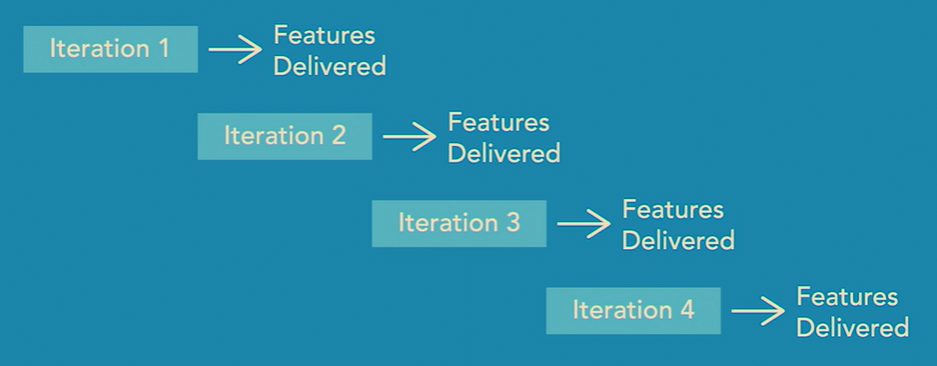 Iteration 1
Features
Delivered
Iteration 2
Features
Delivered
Iteration 3
Features
Delivered
Iteration 4
Features
Delivered